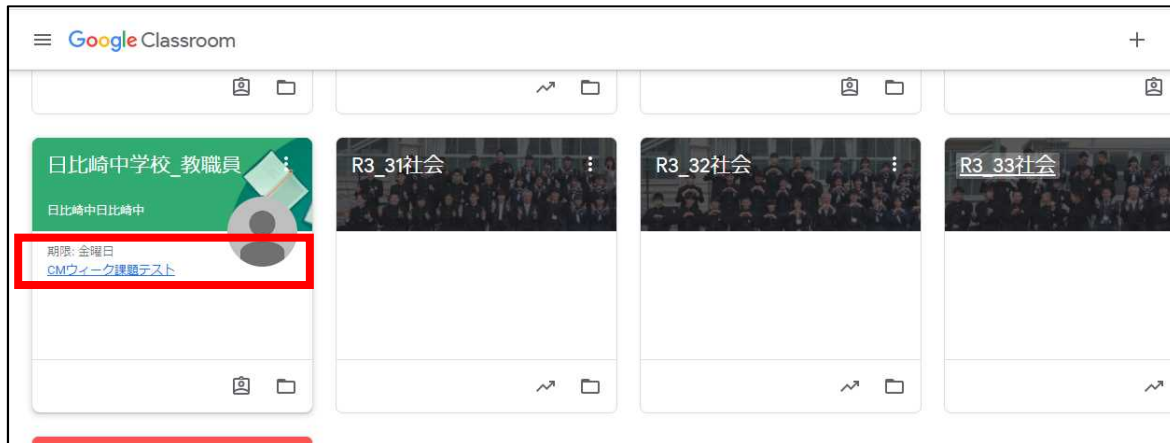 Google Classroom
日比崎中学校_教職員
日比崎中日比崎中
期限: 金曜日
CMウィーク課題テスト
R3_31社会
R3_32社会
R3_33社会